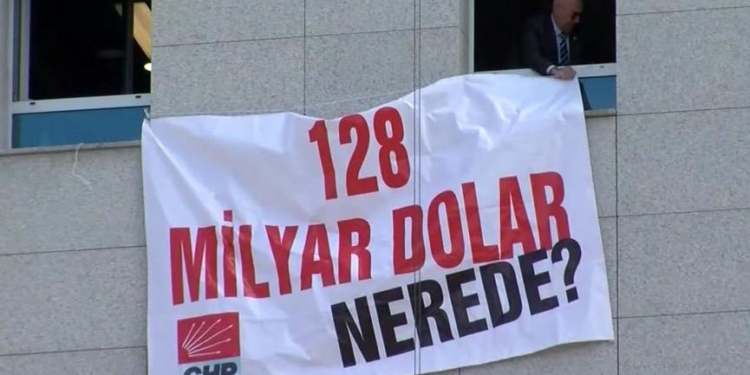 128
MİLYAR DOLAR
NEREDE?
CHP